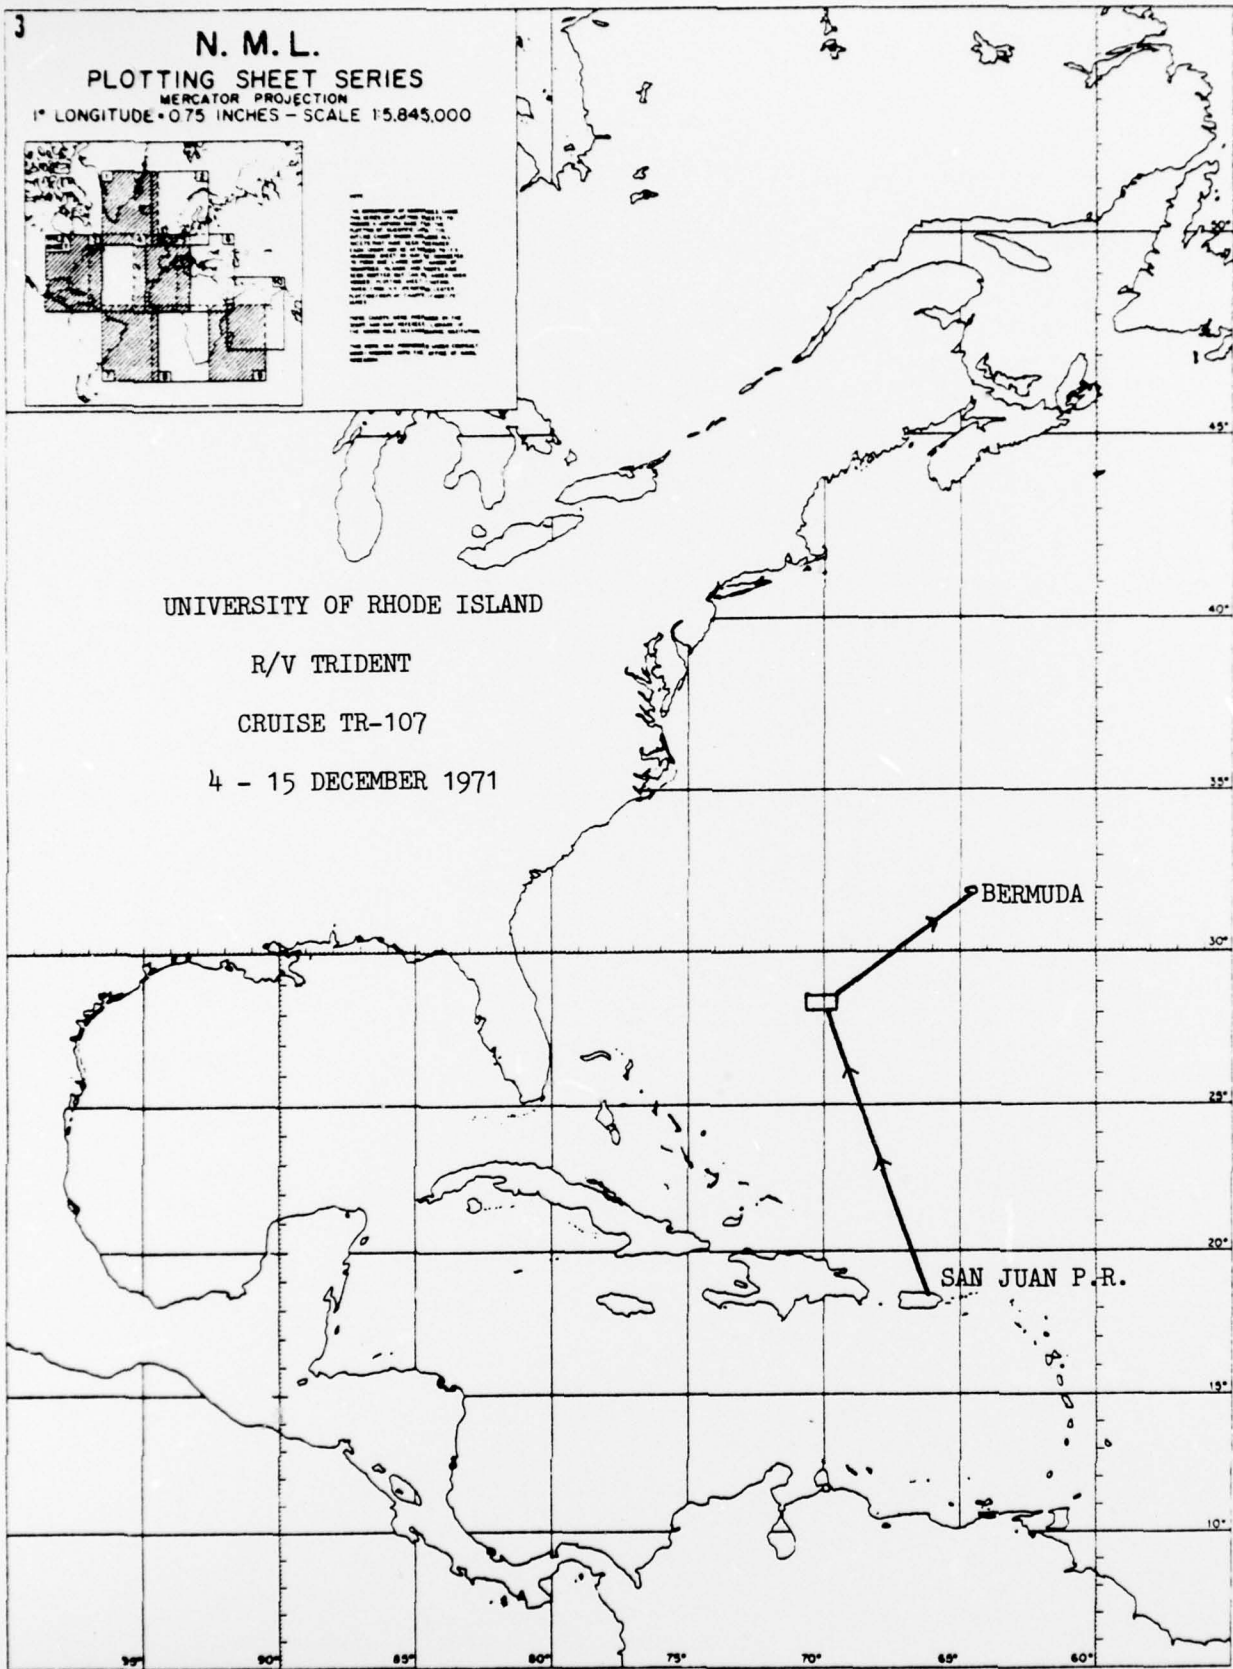 3
N. M. L.
PLOTTING SHEET SERIES
MERCATOR PROJECTION
1° LONGITUDE = 0.75 INCHES – SCALE 1:5,845,000
50°
45°
UNIVERSITY OF RHODE ISLAND
40°
R/V TRIDENT
CRUISE TR-107
4 - 15 DECEMBER 1971
35°
BERMUDA
30°
25°
20°
SAN JUAN P.R.
15°
10°
95° 90° 85° 80° 75° 70° 65° 60°